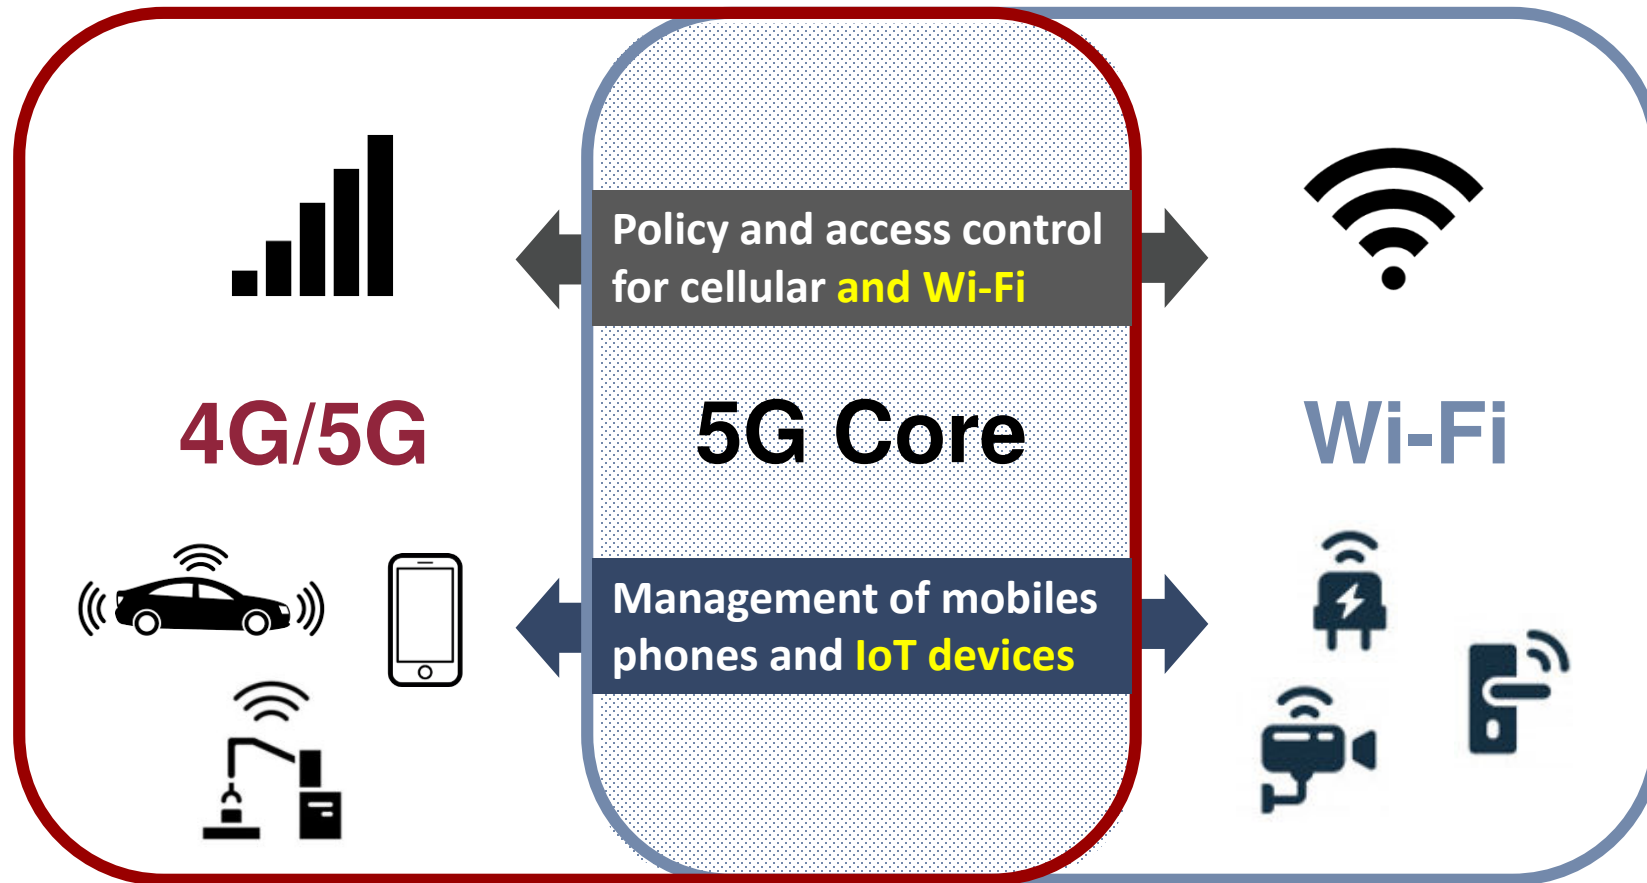 Policy and access control
for cellular and Wi-Fi
4G/5G
5G Core
Wi-Fi
Management of mobiles
phones and IoT devices